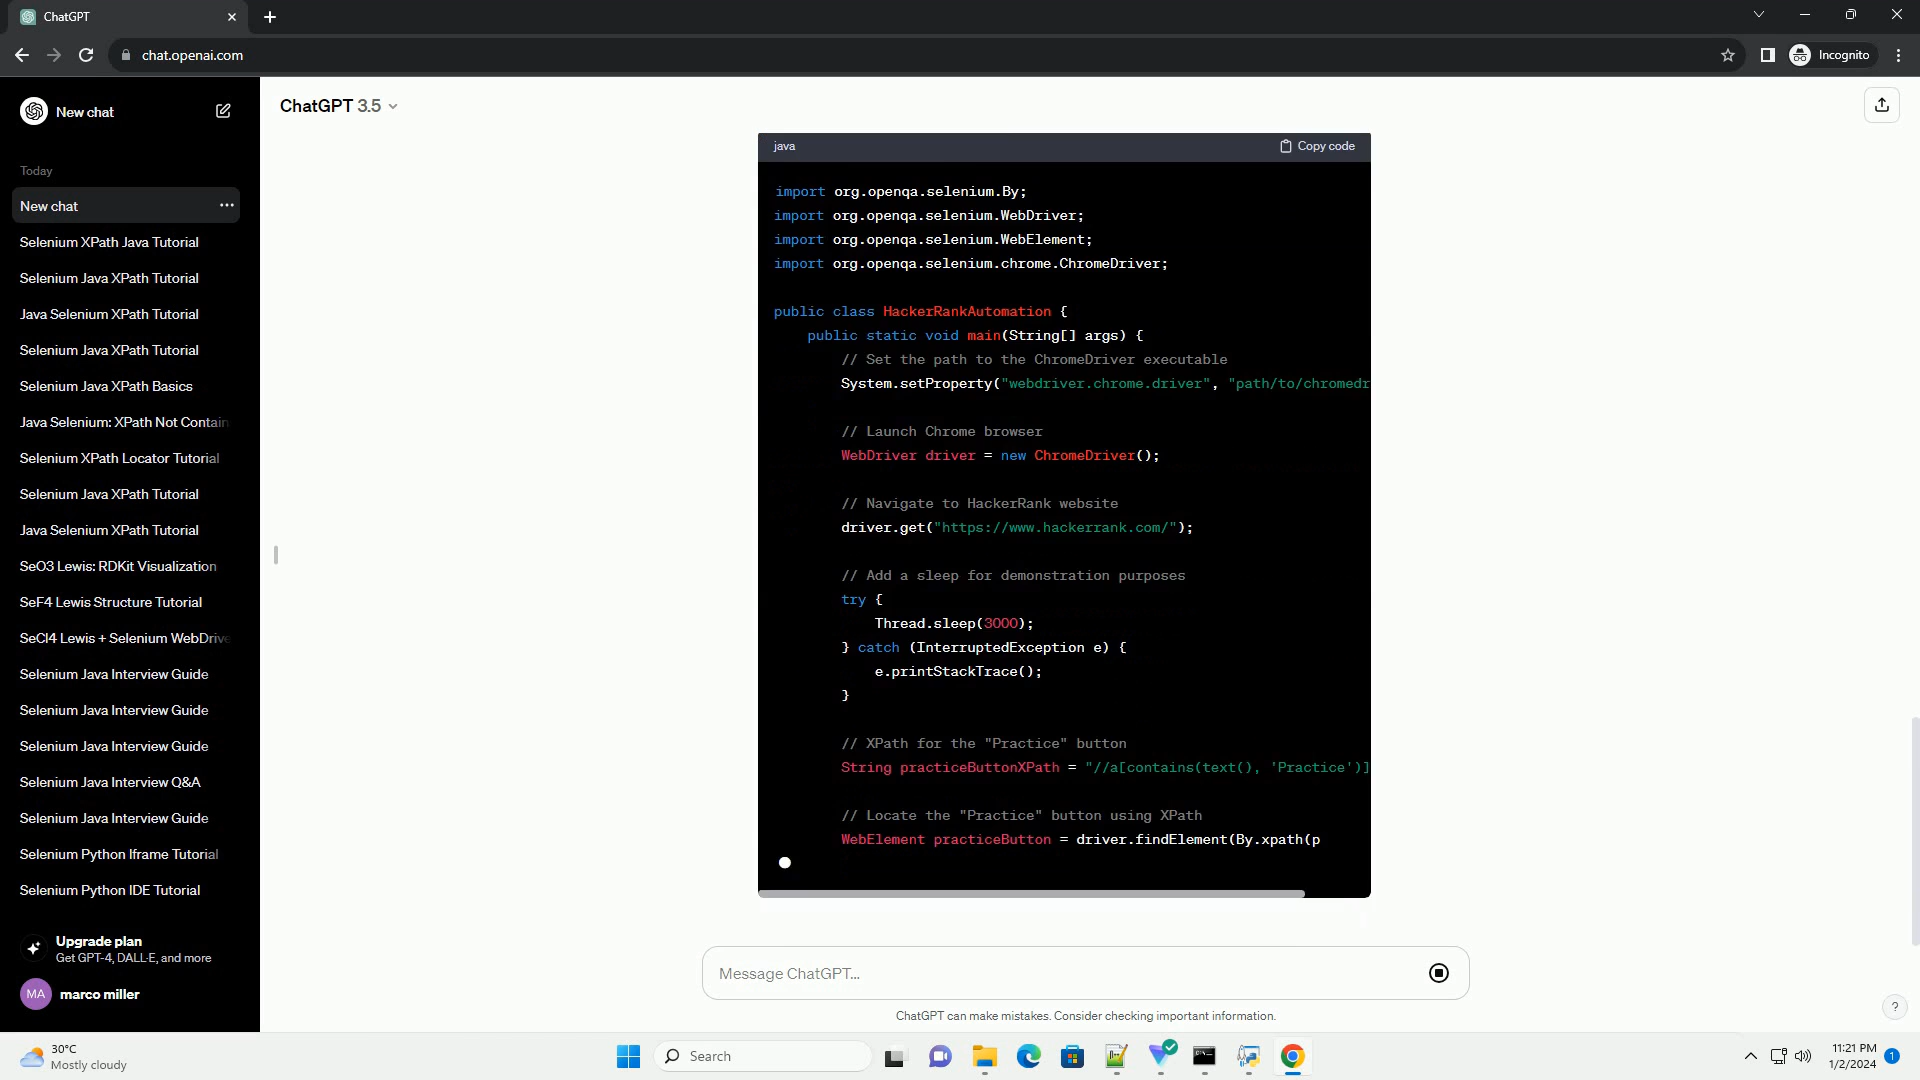 ChatGPT
chat.openai.com
Incognito
New chat
ChatGPT 3.5
Today
New chat
Selenium XPath Java Tutorial
Selenium Java XPath Tutorial
Java Selenium XPath Tutorial
Selenium Java XPath Tutorial
Selenium Java XPath Basics
Java Selenium: XPath Not Contain
Selenium XPath Locator Tutorial
Selenium Java XPath Tutorial
Java Selenium XPath Tutorial
SeO3 Lewis: RDKit Visualization
SeF4 Lewis Structure Tutorial
SeCl4 Lewis + Selenium WebDrive
Selenium Java Interview Guide
Selenium Java Interview Guide
Selenium Java Interview Guide
Selenium Java Interview Q&A
Selenium Java Interview Guide
Selenium Python Iframe Tutorial
Selenium Python IDE Tutorial
Upgrade plan
Get GPT-4, DALL·E, and more
MA
marco miller
java
Copy code
import org.openqa.selenium.By;
import org.openqa.selenium.WebDriver;
import org.openqa.selenium.WebElement;
import org.openqa.selenium.chrome.ChromeDriver;
public class HackerRankAutomation {
public static void main(String[] args) {
// Set the path to the ChromeDriver executable
System.setProperty("webdriver.chrome.driver", "path/to/chromedr
// Launch Chrome browser
WebDriver driver = new ChromeDriver();
// Navigate to HackerRank website
driver.get("https://www.hackerrank.com/");
// Add a sleep for demonstration purposes
try {
Thread.sleep(3000);
} catch (InterruptedException e) {
e.printStackTrace();
}
// XPath for the "Practice" button
String practiceButtonXPath = "//a[contains(text(), 'Practice')]
// Locate the "Practice" button using XPath
WebElement practiceButton = driver.findElement(By.xpath(p
Message ChatGPT...
ChatGPT can make mistakes. Consider checking important information.
?
30°C
Mostly cloudy
Search
11:21 PM
1/2/2024
1